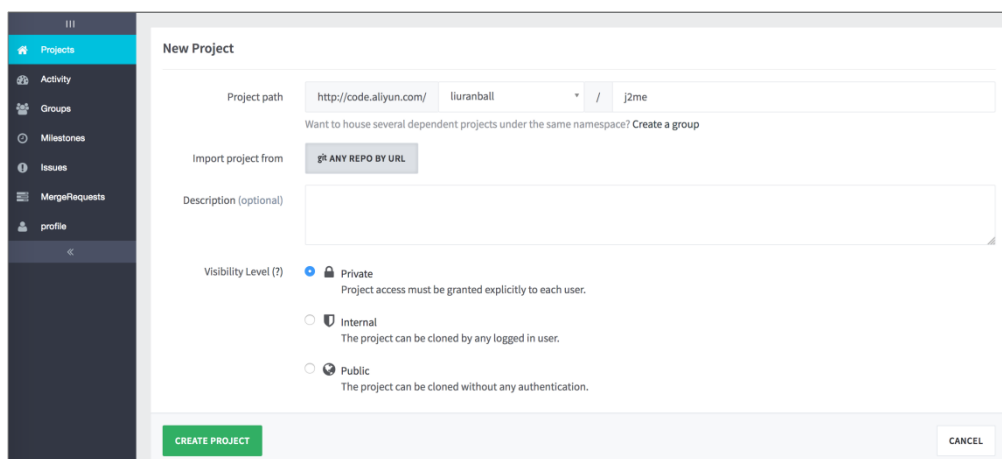 Projects
Activity
Groups
Milestones
Issues
MergeRequests
profile
New Project
Project path http://code.aliyun.com/ liuranball / j2me
Want to house several dependent projects under the same namespace? Create a group
Import project from git ANY REPO BY URL
Description (optional)
Visibility Level (?) Private
Project access must be granted explicitly to each user.
Internal
The project can be cloned by any logged in user.
Public
The project can be cloned without any authentication.
CREATE PROJECT CANCEL